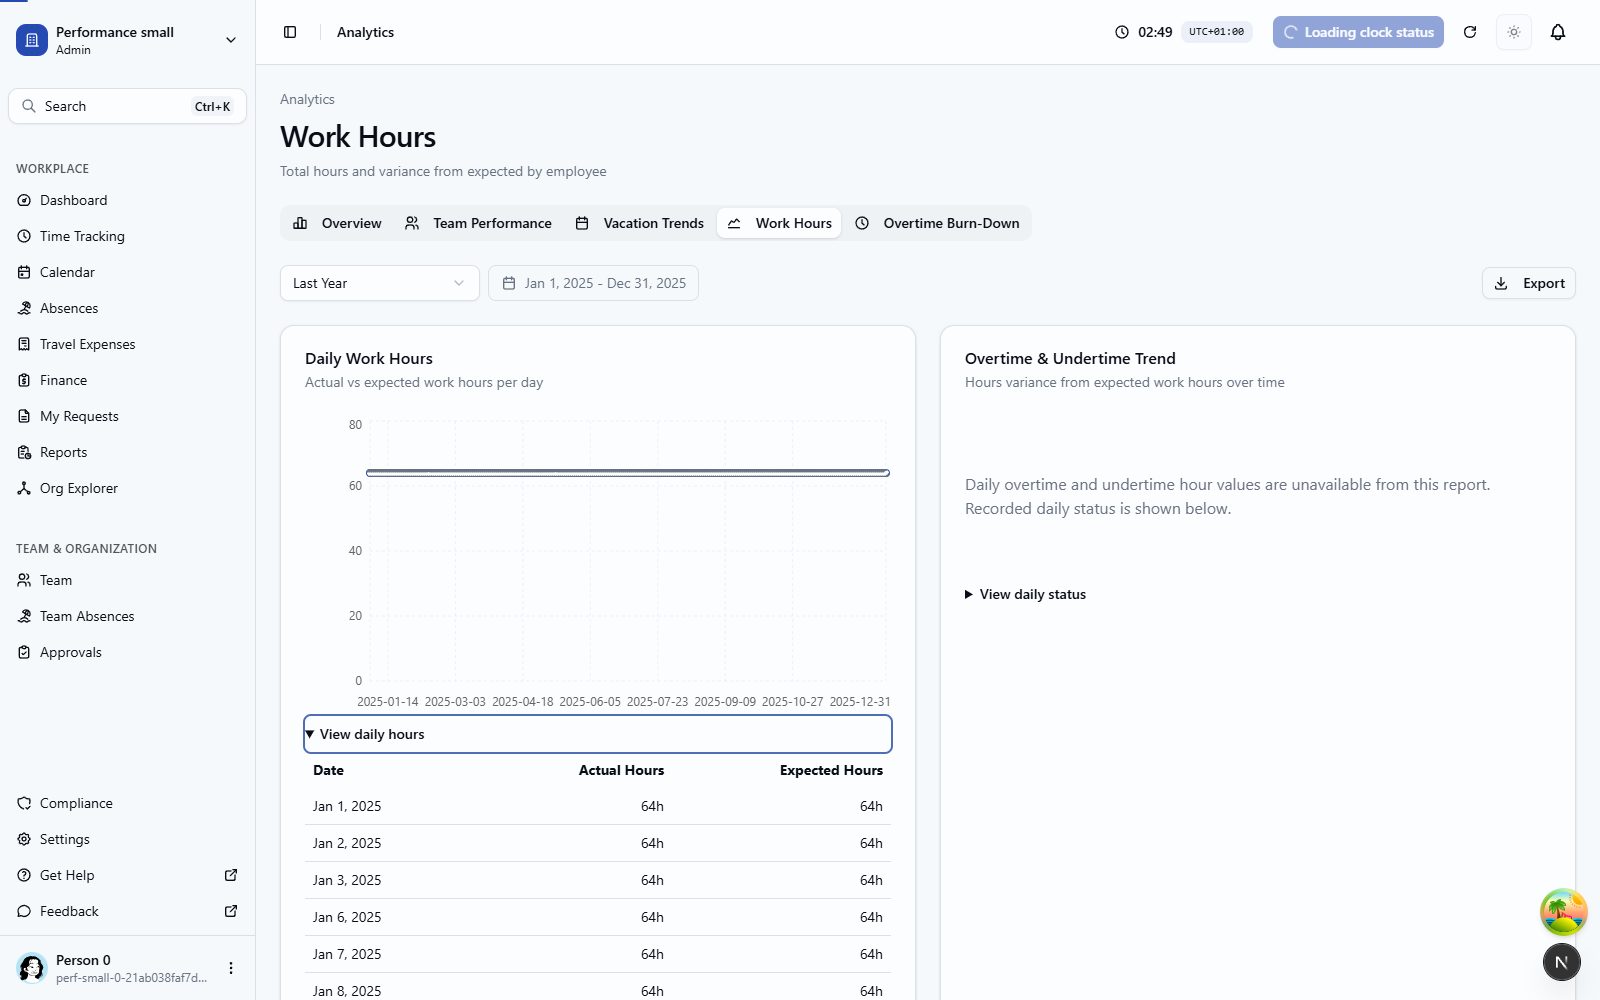 Performance small
Admin
Search
Ctrl+K
WORKPLACE
Dashboard
Time Tracking
Calendar
Absences
Travel Expenses
Finance
My Requests
Reports
Org Explorer
TEAM & ORGANIZATION
Team
Team Absences
Approvals
Compliance
Settings
Get Help
Feedback
Person 0
perf-small-0-21ab038faf7d...
Analytics
02:49
UTC+01:00
Loading clock status
Analytics
Work Hours
Total hours and variance from expected by employee
Overview
Team Performance
Vacation Trends
Work Hours
Overtime Burn-Down
Last Year
Jan 1, 2025 - Dec 31, 2025
Export
Daily Work Hours
Actual vs expected work hours per day
80
60
40
20
0
2025-01-14 2025-03-03 2025-04-18 2025-06-05 2025-07-23 2025-09-09 2025-10-27 2025-12-31
View daily hours
Date Actual Hours Expected Hours
Jan 1, 2025 64h 64h
Jan 2, 2025 64h 64h
Jan 3, 2025 64h 64h
Jan 6, 2025 64h 64h
Jan 7, 2025 64h 64h
Jan 8, 2025 64h 64h
Overtime & Undertime Trend
Hours variance from expected work hours over time
Daily overtime and undertime hour values are unavailable from this report.
Recorded daily status is shown below.
View daily status
N